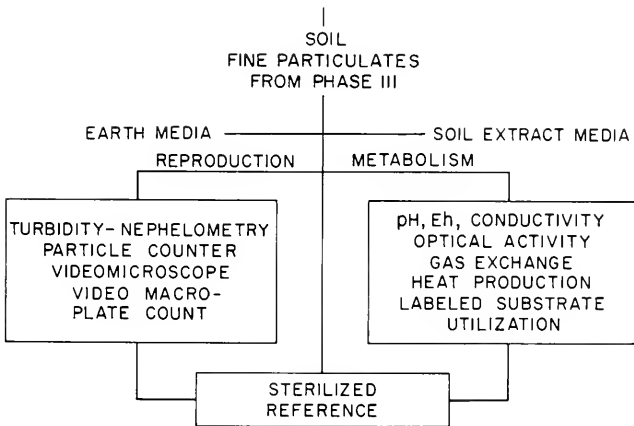 SOIL
FINE PARTICULATES
FROM PHASE III
EARTH MEDIA
SOIL EXTRACT MEDIA
REPRODUCTION
METABOLISM
TURBIDITY-NEPHELOMETRY
PARTICLE COUNTER
VIDEOMICROSCOPE
VIDEO MACRO-
PLATE COUNT
pH, Eh, CONDUCTIVITY
OPTICAL ACTIVITY
GAS EXCHANGE
HEAT PRODUCTION
LABELED SUBSTRATE
UTILIZATION
STERILIZED
REFERENCE